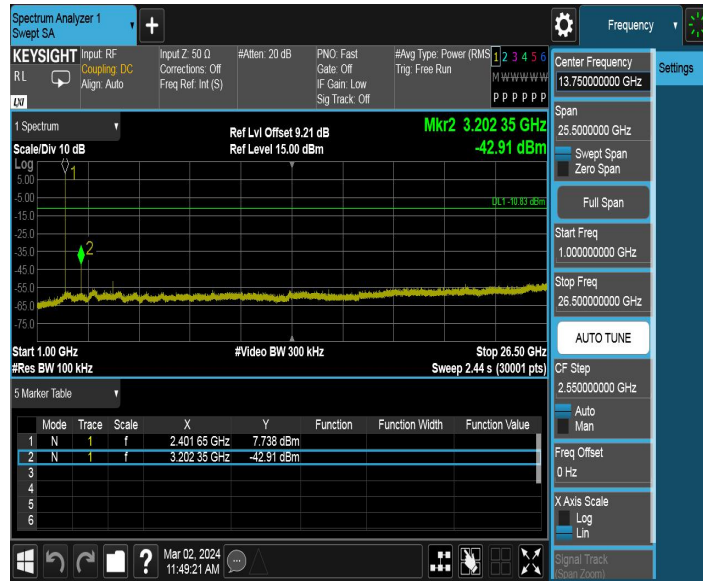 Spectrum Analyzer 1
Swept SA
+
Frequency
KEYSIGHT
RL
LXI
Input: RF
Coupling: DC
Align: Auto
Input Z: 50 Ω
Corrections: Off
Freq Ref: Int (S)
#Atten: 20 dB
PNO: Fast
Gate: Off
IF Gain: Low
Sig Track: Off
#Avg Type: Power (RMS
Trig: Free Run
1 2 3 4 5 6
M W W W W W
P P P P P P
1 Spectrum
Scale/Div 10 dB
Ref Lvl Offset 9.21 dB
Ref Level 15.00 dBm
Mkr2 3.202 35 GHz
-42.91 dBm
Log
5.00
-5.00
-15.0
-25.0
-35.0
-45.0
-55.0
-65.0
-75.0
1
2
DL1 -10.83 dBm
Start 1.00 GHz
#Res BW 100 kHz
#Video BW 300 kHz
Stop 26.50 GHz
Sweep 2.44 s (30001 pts)
5 Marker Table
Mode Trace Scale X Y Function Function Width Function Value
1 N 1 f 2.401 65 GHz 7.738 dBm
2 N 1 f 3.202 35 GHz -42.91 dBm
3
4
5
6
?
Mar 02, 2024
11:49:21 AM
Center Frequency
13.750000000 GHz
Settings
Span
25.5000000 GHz
Swept Span
Zero Span
Full Span
Start Freq
1.000000000 GHz
Stop Freq
26.500000000 GHz
AUTO TUNE
CF Step
2.550000000 GHz
Auto
Man
Freq Offset
0 Hz
X Axis Scale
Log
Lin
Signal Track
(Span Zoom)